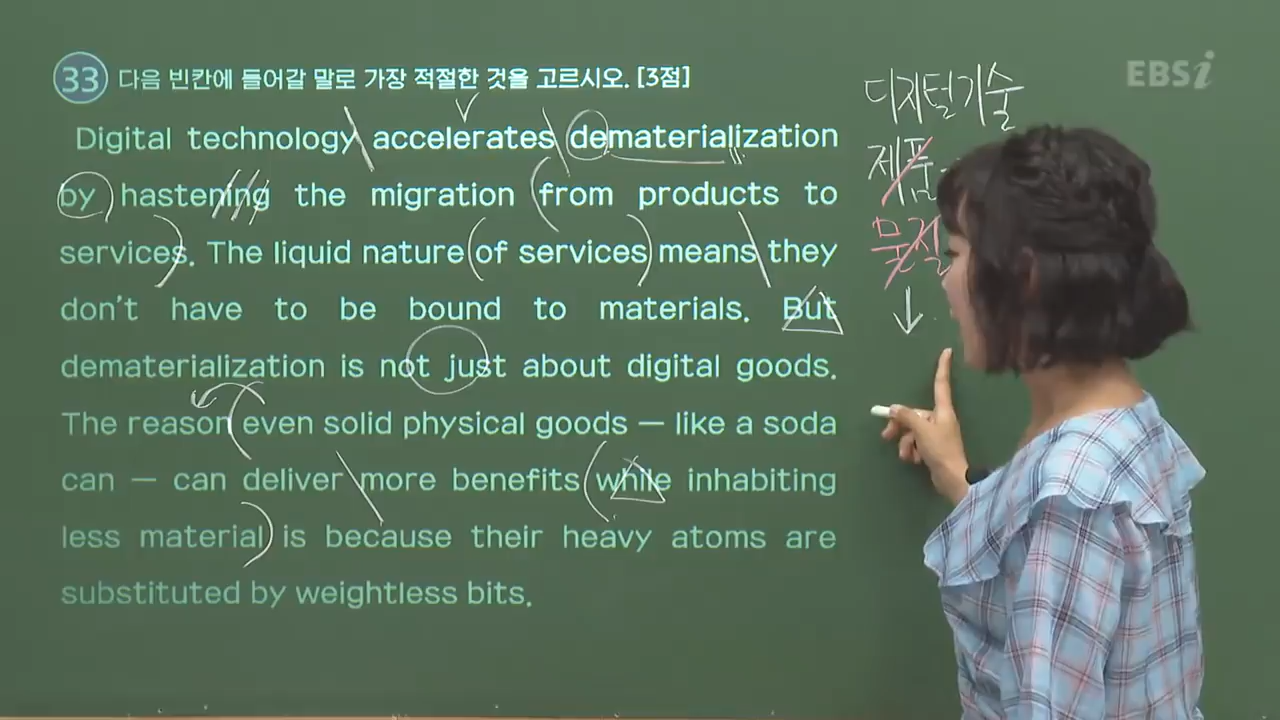 33 다음 빈칸에 들어갈 말로 가장 적절한 것을 고르시오. [3점]
Digital technology accelerates dematerialization
by hastening the migration from products to
services. The liquid nature of services means they
don't have to be bound to materials. But
dematerialization is not just about digital goods.
The reason even solid physical goods — like a soda
can — can deliver more benefits while inhabiting
less material is because their heavy atoms are
substituted by weightless bits.
디지털기술
제품
물질
EBSi